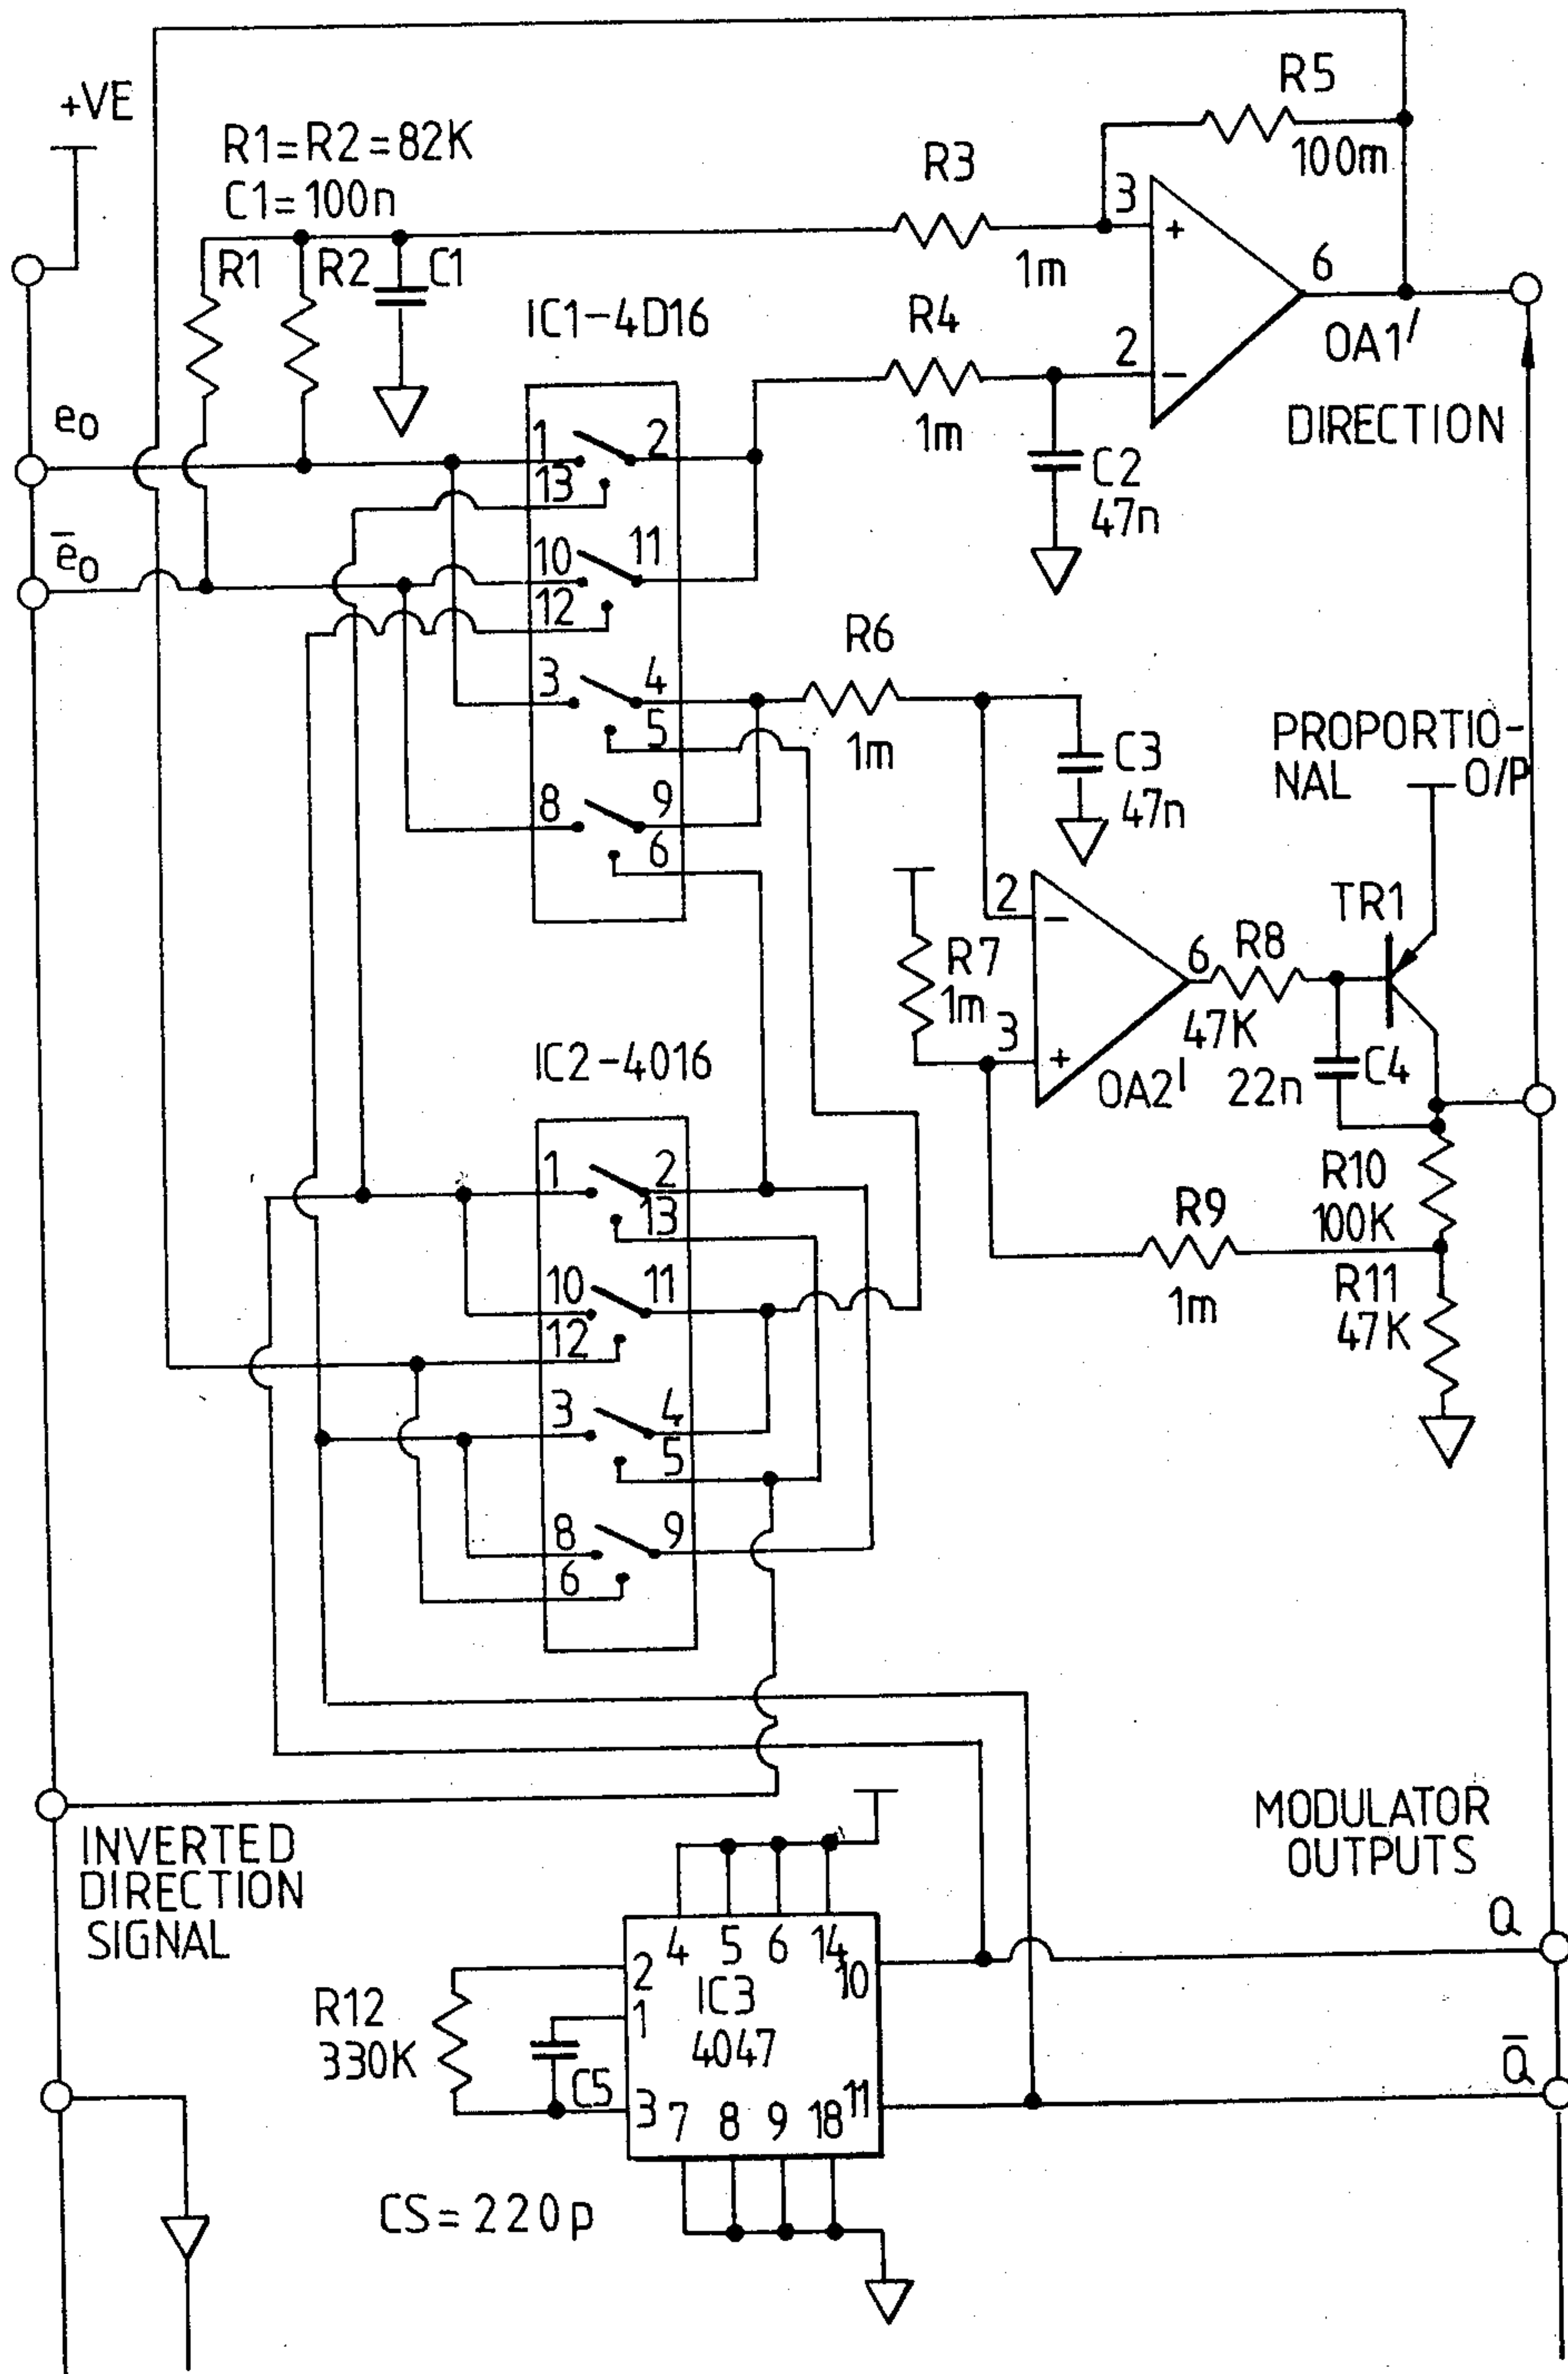 +VE
R1=R2=82K
C1=100n
R1
R2
C1
R3
1m
R5
100m
3
+
6
2
−
OA1'
R4
1m
C2
47n
DIRECTION
IC1-4D16
e0
ē0
1
2
13
10
11
12
3
4
5
8
9
6
R6
1m
C3
47n
PROPORTIO-
NAL O/P
TR1
2
−
6
R8
47K
R7
1m
3
+
OA2'
22n
C4
R10
100K
R9
1m
R11
47K
IC2-4016
1
2
13
10
11
12
3
4
5
8
9
6
INVERTED
DIRECTION
SIGNAL
MODULATOR
OUTPUTS
Q
Q̄
4 5 6 14
2
10
1
IC3
4047
3
11
7 8 9 18
R12
330K
C5
CS=220p